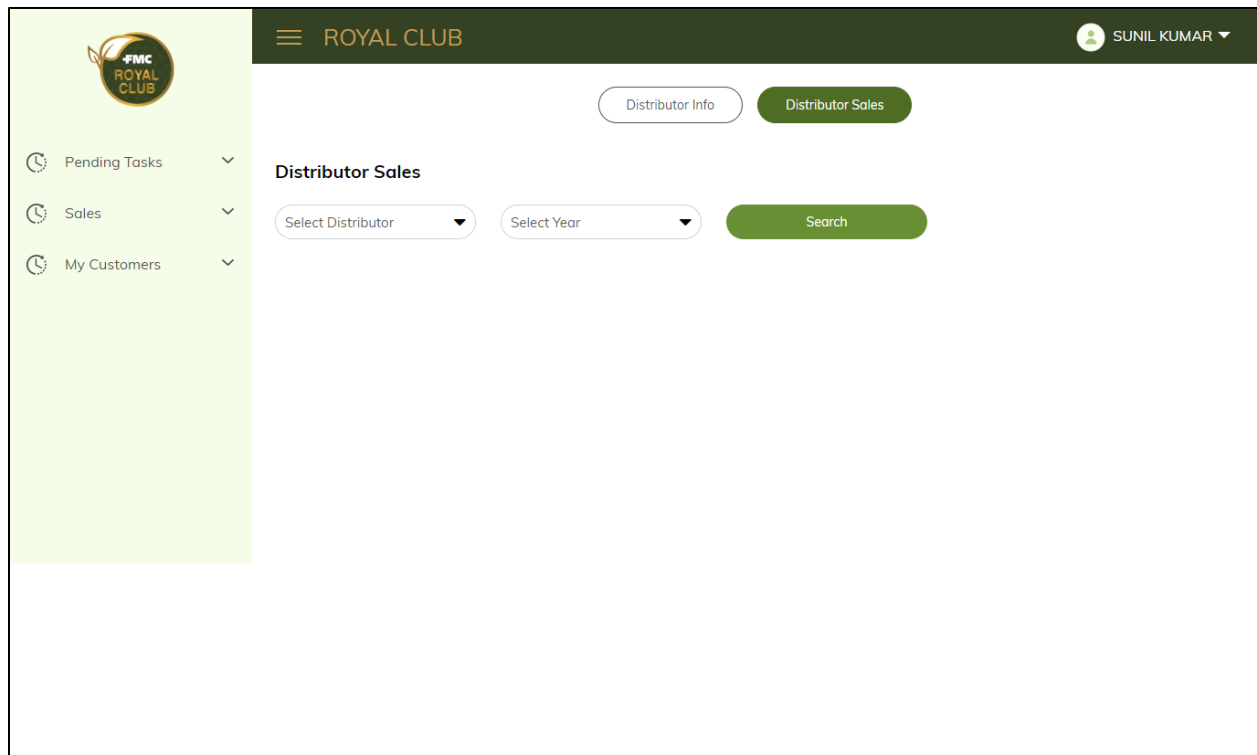 FMC
ROYAL
CLUB
ROYAL CLUB
SUNIL KUMAR
Distributor Info
Distributor Sales
Pending Tasks
Sales
My Customers
Distributor Sales
Select Distributor
Select Year
Search